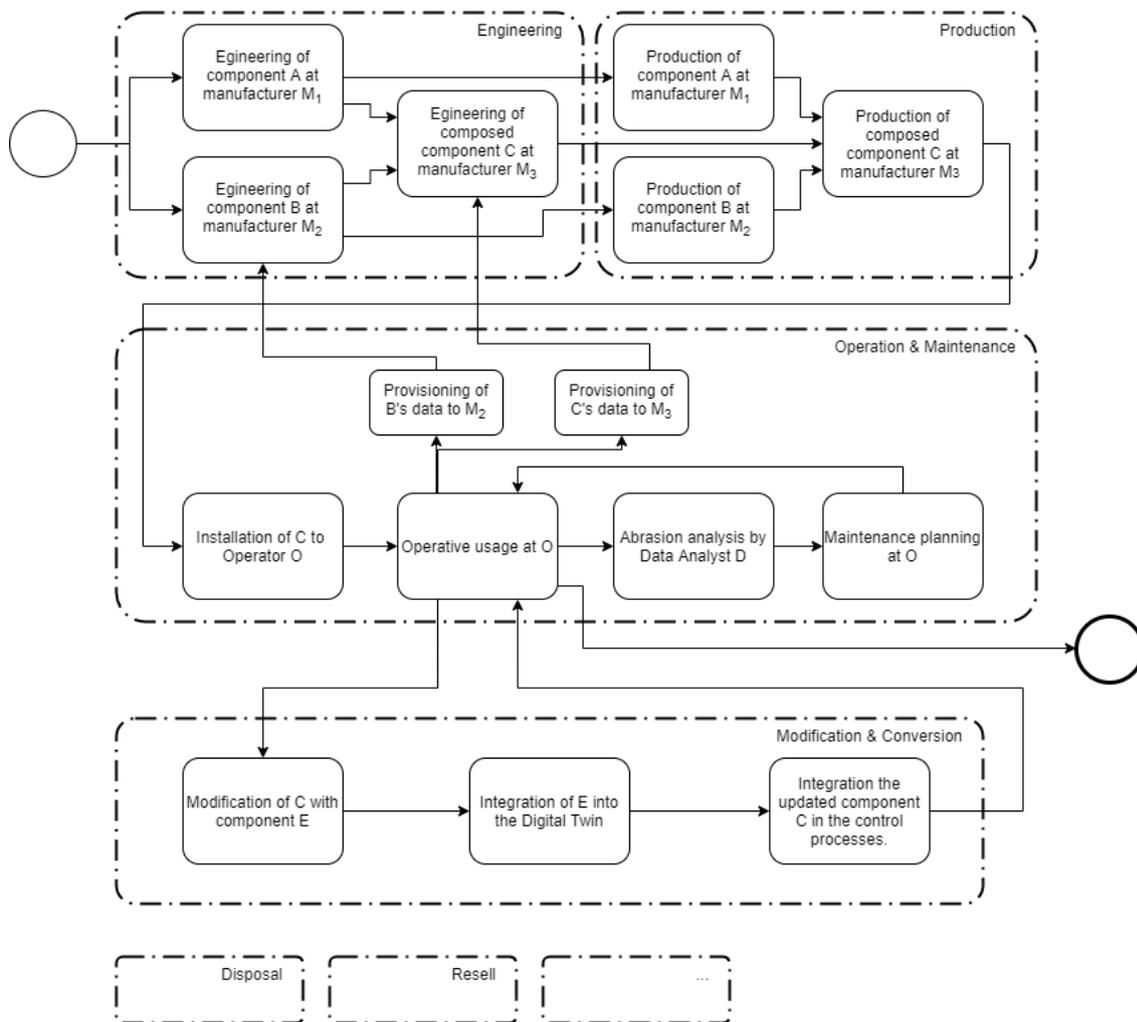 Engineering
Egineering of
component A at
manufacturer M₁
Egineering of
composed
component C at
manufacturer M₃
Egineering of
component B at
manufacturer M₂
Production
Production of
component A at
manufacturer M₁
Production of
composed
component C at
manufacturer M₃
Production of
component B at
manufacturer M₂
Operation & Maintenance
Provisioning of
B's data to M₂
Provisioning of
C's data to M₃
Installation of C to
Operator O
Operative usage at O
Abrasion analysis by
Data Analyst D
Maintenance planning
at O
Modification & Conversion
Modification of C with
component E
Integration of E into
the Digital Twin
Integration the
updated component
C in the control
processes.
Disposal
Resell
...